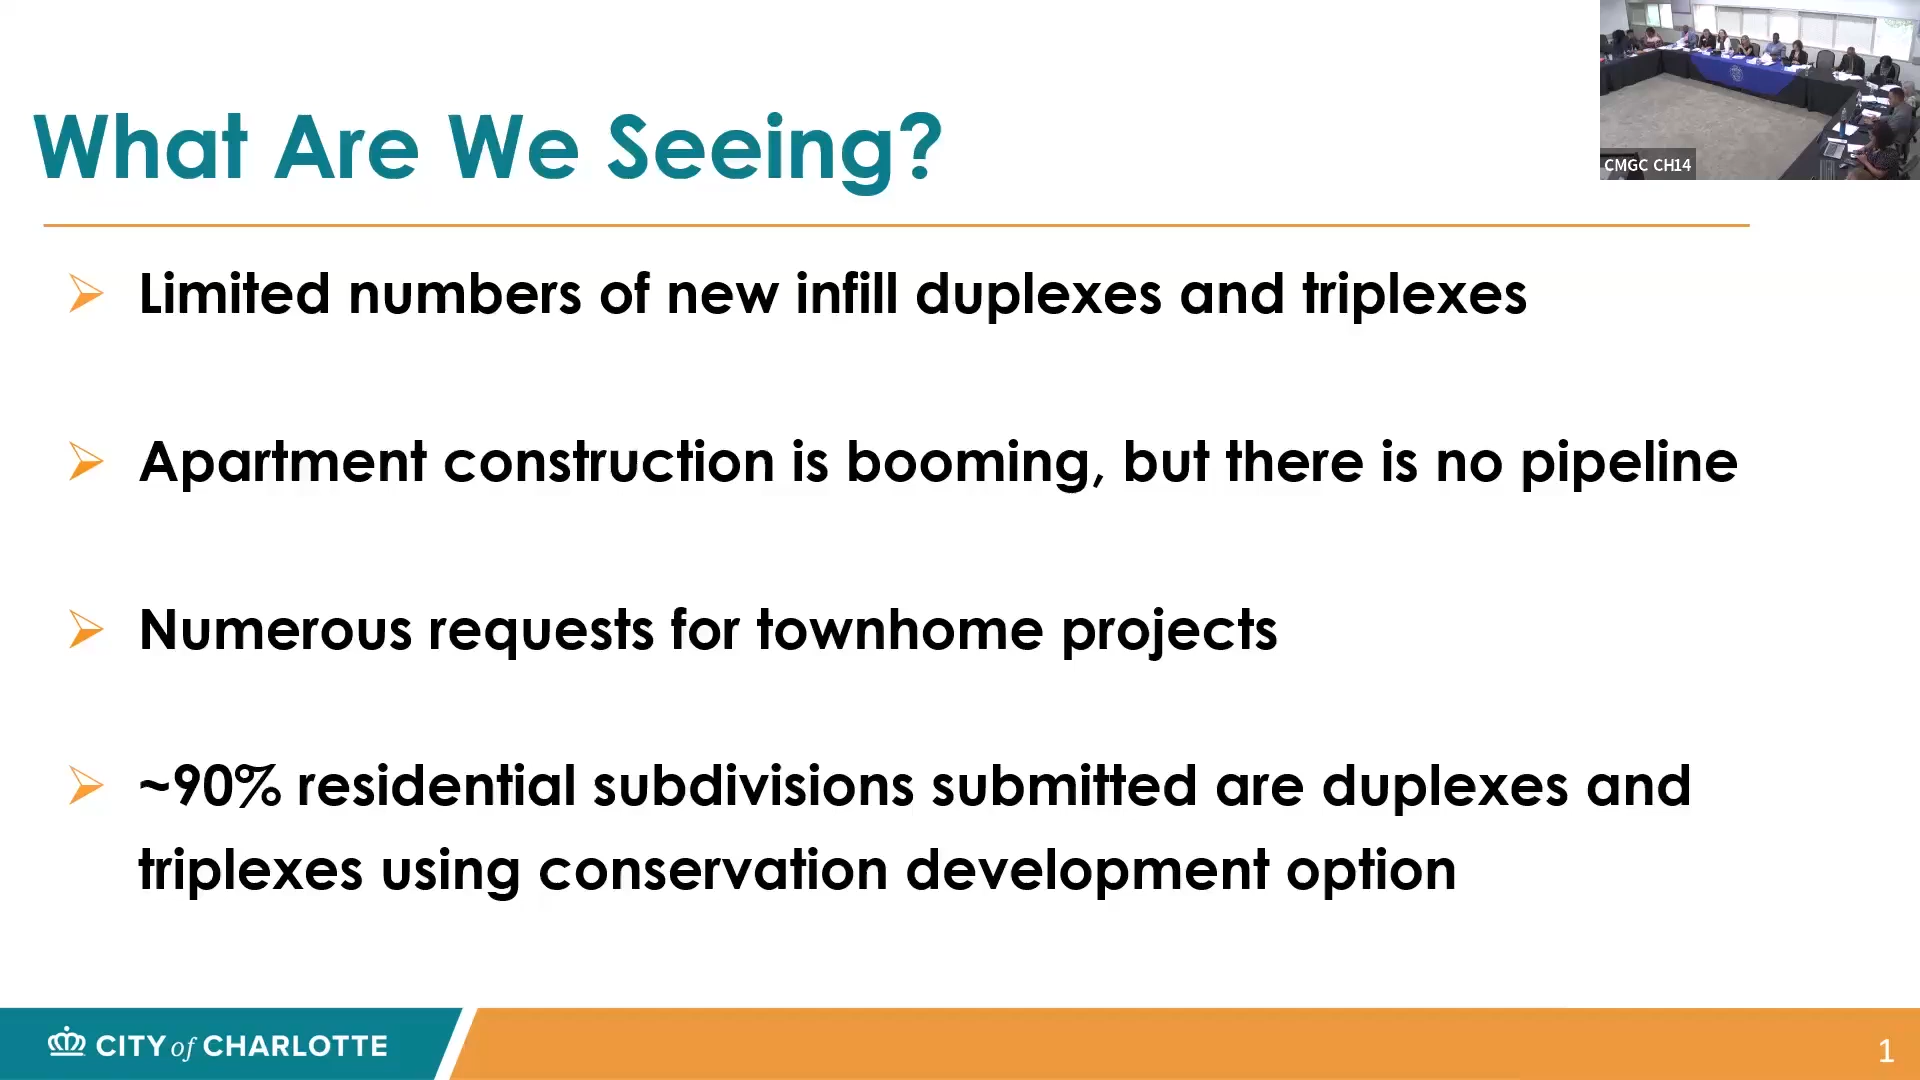 What Are We Seeing?
CMGC CH14
Limited numbers of new infill duplexes and triplexes
Apartment construction is booming, but there is no pipeline
Numerous requests for townhome projects
~90% residential subdivisions submitted are duplexes and
triplexes using conservation development option
CITY of CHARLOTTE
1